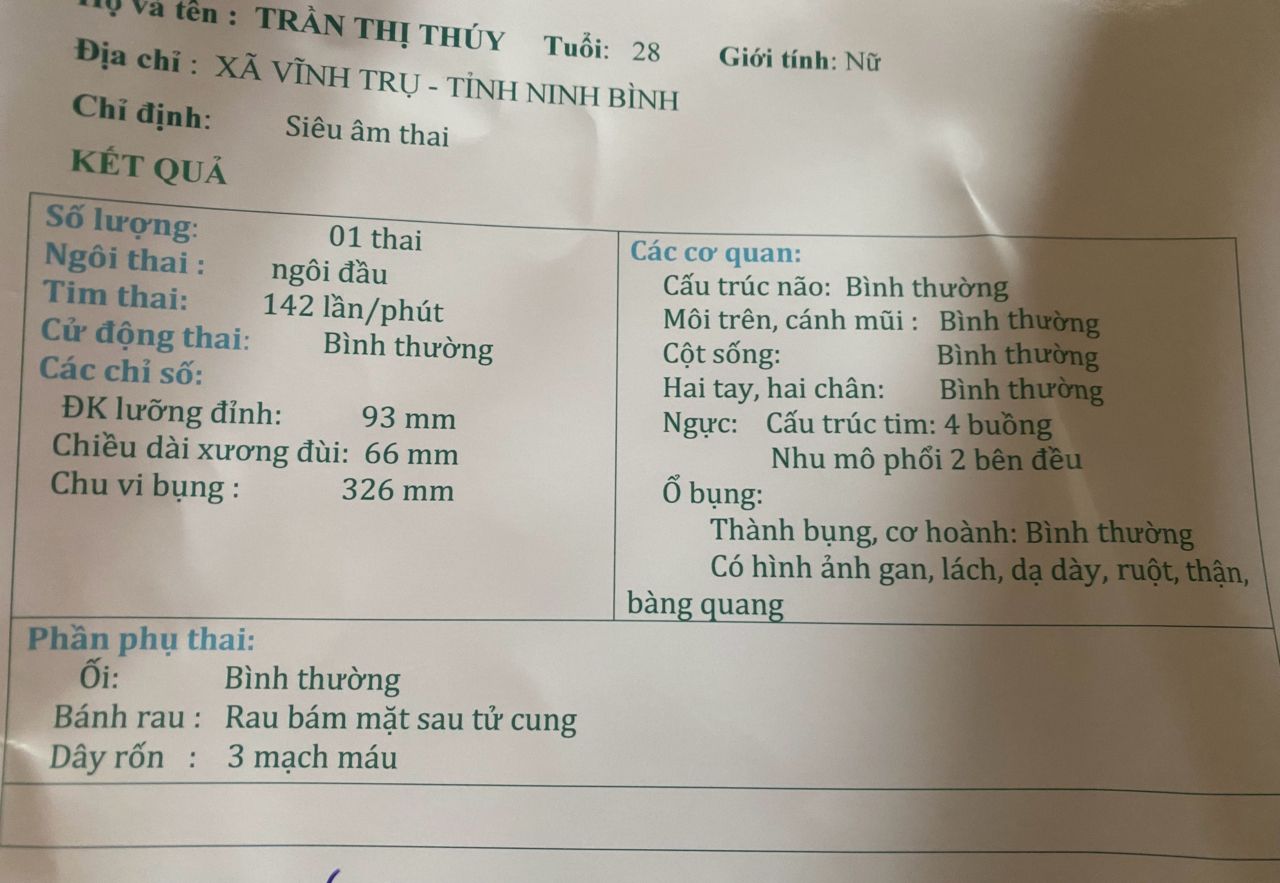 Họ và tên : TRẦN THỊ THÚY Tuổi: 28 Giới tính: Nữ
Địa chỉ : XÃ VĨNH TRỤ - TỈNH NINH BÌNH
Chỉ định: Siêu âm thai
KẾT QUẢ
Số lượng: 01 thai
Ngôi thai : ngôi đầu
Tim thai: 142 lần/phút
Cử động thai: Bình thường
Các chỉ số:
ĐK lưỡng đỉnh: 93 mm
Chiều dài xương đùi: 66 mm
Chu vi bụng : 326 mm
Các cơ quan:
Cấu trúc não: Bình thường
Môi trên, cánh mũi : Bình thường
Cột sống: Bình thường
Hai tay, hai chân: Bình thường
Ngực: Cấu trúc tim: 4 buồng
Nhu mô phổi 2 bên đều
Ổ bụng:
Thành bụng, cơ hoành: Bình thường
Có hình ảnh gan, lách, dạ dày, ruột, thận,
bàng quang
Phần phụ thai:
Ối: Bình thường
Bánh rau : Rau bám mặt sau tử cung
Dây rốn : 3 mạch máu